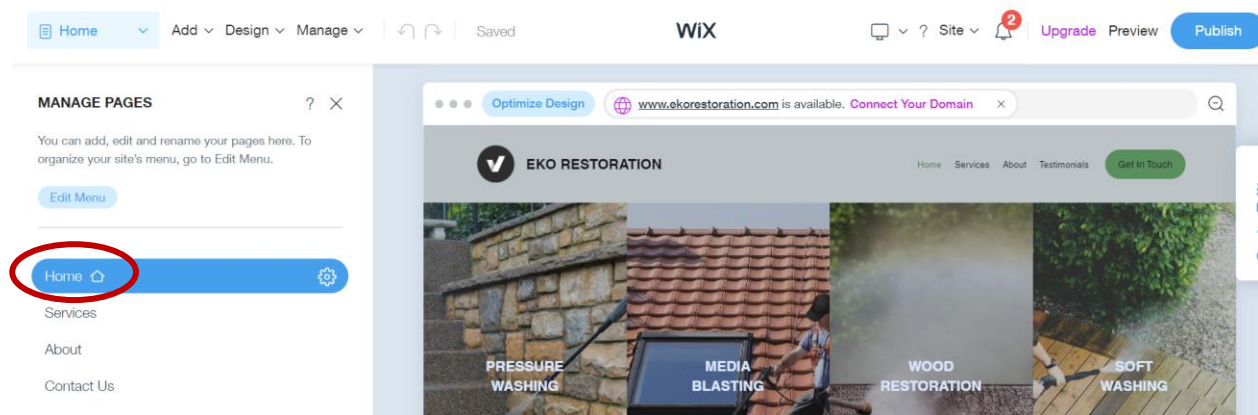 Home Add Design Manage Saved WiX ? Site 2 Upgrade Preview Publish
MANAGE PAGES ?
You can add, edit and rename your pages here. To
organize your site's menu, go to Edit Menu.
Edit Menu
Home
Services
About
Contact Us
Optimize Design www.ekorestoration.com is available. Connect Your Domain
EKO RESTORATION Home Services About Testimonials Get In Touch
PRESSURE
WASHING
MEDIA
BLASTING
WOOD
RESTORATION
SOFT
WASHING